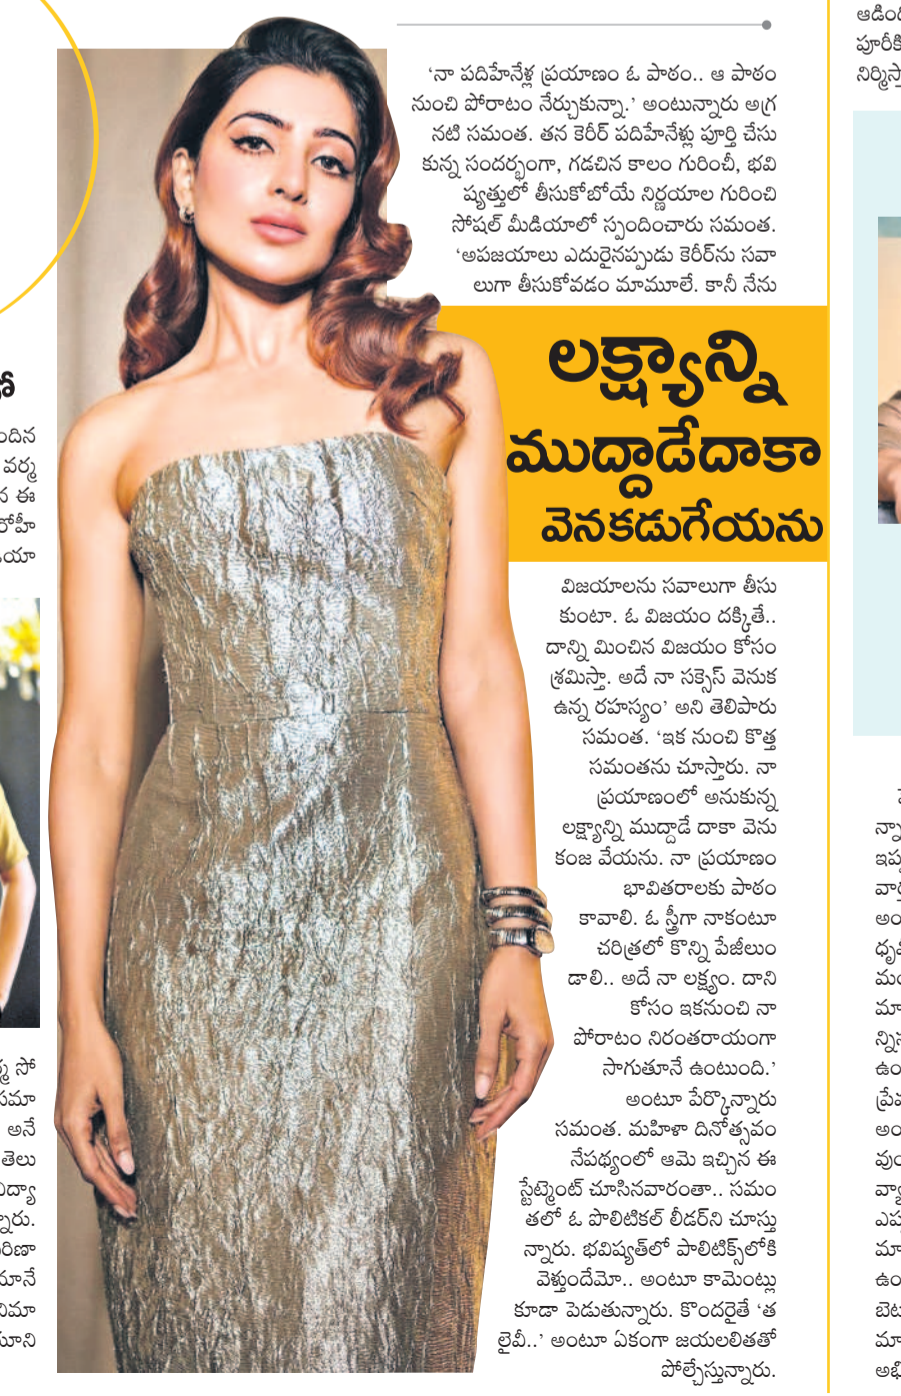 ‘నా పదిహేనేళ్ల ప్రయాణం ఓ పాఠం.. ఆ పాఠం
నుంచి పోరాటం నేర్చుకున్నా.’ అంటున్నారు అగ్ర
నటి సమంత. తన కెరీర్ పదిహేనేళ్లు పూర్తి చేసు
కున్న సందర్భంగా, గడచిన కాలం గురించీ, భవి
ష్యత్తులో తీసుకోబోయే నిర్ణయాల గురించి
సోషల్ మీడియాలో స్పందించారు సమంత.
‘అపజయాలు ఎదురైనప్పుడు కెరీర్‌ను సవా
లుగా తీసుకోవడం మామూలే. కానీ నేను
లక్ష్యాన్ని
ముద్దాడేదాకా
వెనకడుగేయను
విజయాలను సవాలుగా తీసు
కుంటా. ఓ విజయం దక్కితే..
దాన్ని మించిన విజయం కోసం
శ్రమిస్తా. అదే నా సక్సెస్ వెనుక
ఉన్న రహస్యం’ అని తెలిపారు
సమంత. ‘ఇక నుంచి కొత్త
సమంతను చూస్తారు. నా
ప్రయాణంలో అనుకున్న
లక్ష్యాన్ని ముద్దాడే దాకా వెను
కంజ వేయను. నా ప్రయాణం
భావితరాలకు పాఠం
కావాలి. ఓ స్త్రీగా నాకంటూ
చరిత్రలో కొన్ని పేజీలుం
డాలి.. అదే నా లక్ష్యం. దాని
కోసం ఇకనుంచి నా
పోరాటం నిరంతరాయంగా
సాగుతూనే ఉంటుంది.’
అంటూ పేర్కొన్నారు
సమంత. మహిళా దినోత్సవం
నేపథ్యంలో ఆమె ఇచ్చిన ఈ
స్టేట్మెంట్ చూసినవారంతా.. సమం
తలో ఓ పొలిటికల్ లీడర్‌ని చూస్తు
న్నారు. భవిష్యత్‌లో పాలిటిక్స్‌లోకి
వెళ్తుందేమో.. అంటూ కామెంట్లు
కూడా పెడుతున్నారు. కొందరైతే ‘త
లైవీ..’ అంటూ ఏకంగా జయలలితతో
పోల్చేస్తున్నారు.